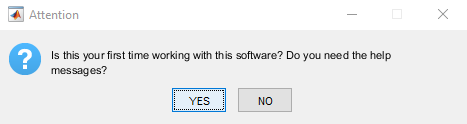 Attention
Is this your first time working with this software? Do you need the help
messages?
YES
NO